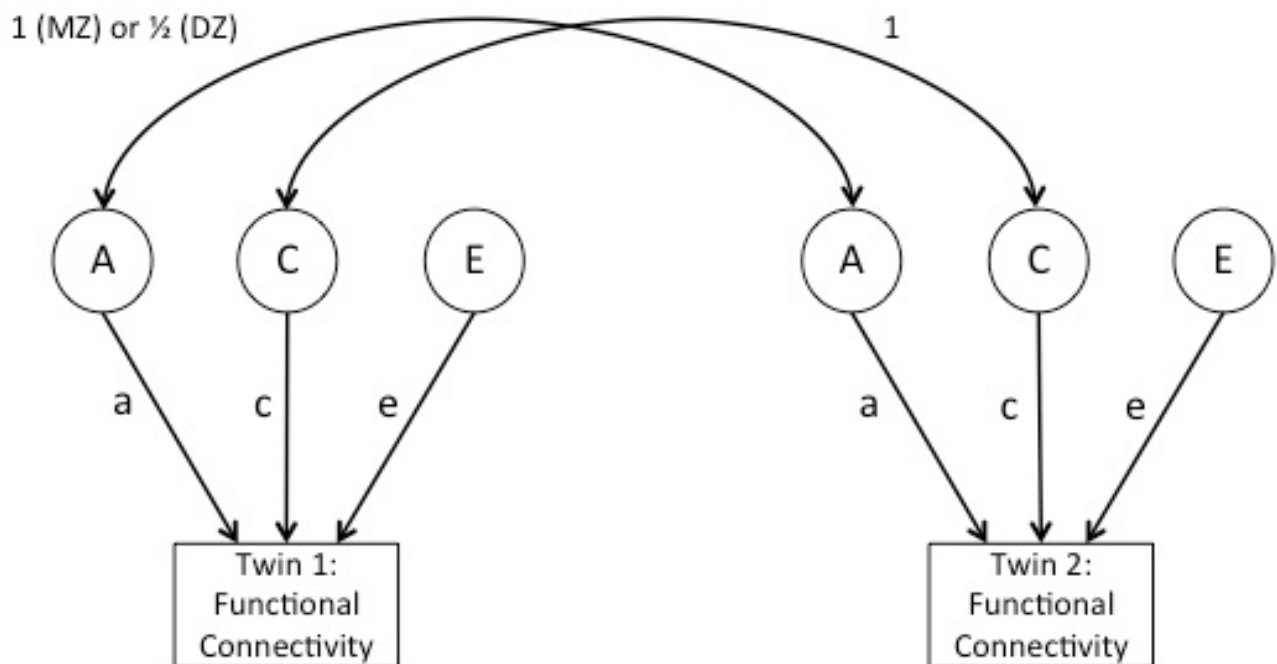 1 (MZ) or ½ (DZ) 1
A C E A C E
a c e a c e
Twin 1:
Functional
Connectivity
Twin 2:
Functional
Connectivity